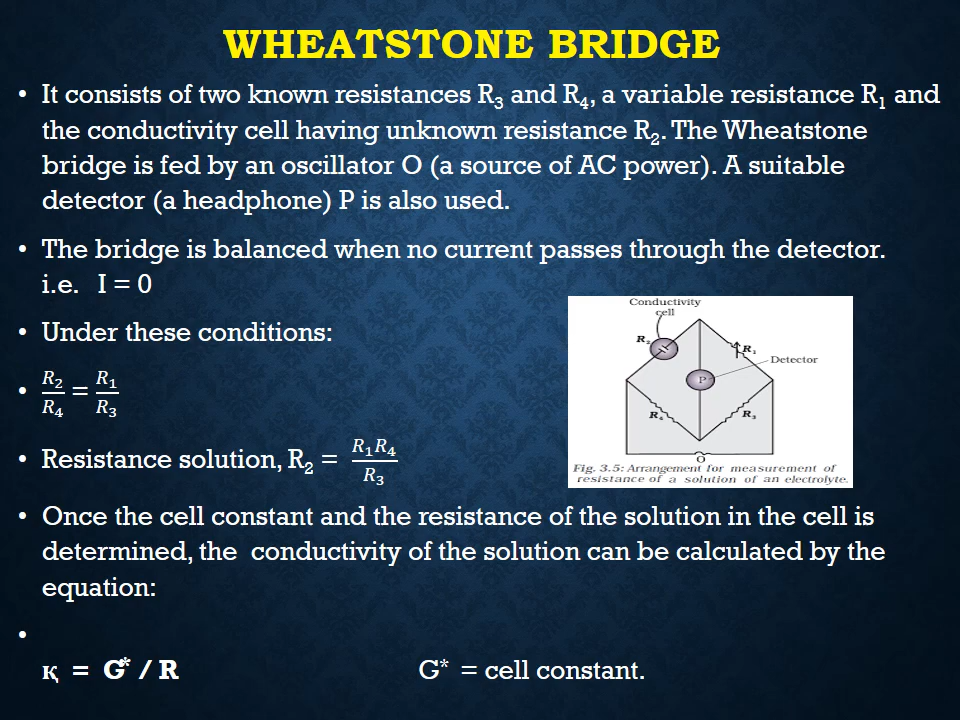 WHEATSTONE BRIDGE
• It consists of two known resistances R₃ and R₄, a variable resistance R₁ and
the conductivity cell having unknown resistance R₂. The Wheatstone
bridge is fed by an oscillator O (a source of AC power). A suitable
detector (a headphone) P is also used.
• The bridge is balanced when no current passes through the detector.
i.e. I = 0
• Under these conditions:
• R₂/R₄ = R₁/R₃
• Resistance solution, R₂ = R₁R₄/R₃
Conductivity
cell
R₂
R₁
Detector
P
R₄
R₃
O
Fig. 3.5: Arrangement for measurement of
resistance of a solution of an electrolyte.
• Once the cell constant and the resistance of the solution in the cell is
determined, the conductivity of the solution can be calculated by the
equation:
•
қ = G* / R G* = cell constant.